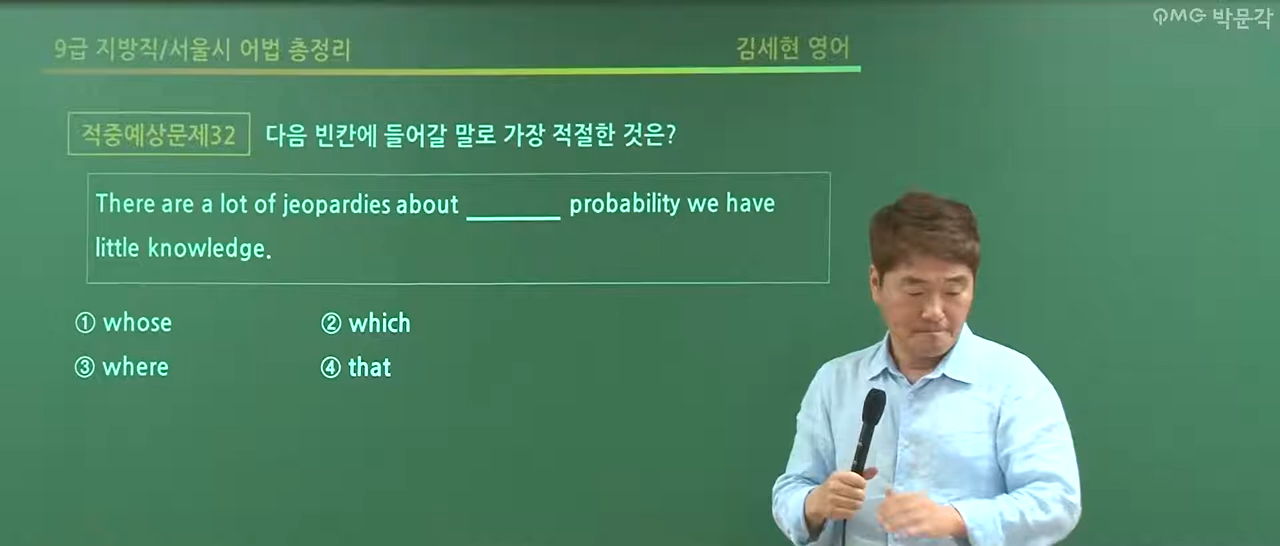 QMG 박문각
9급 지방직/서울시 어법 총정리
김세현 영어
적중예상문제32 다음 빈칸에 들어갈 말로 가장 적절한 것은?
There are a lot of jeopardies about ______ probability we have
little knowledge.
① whose ② which
③ where ④ that